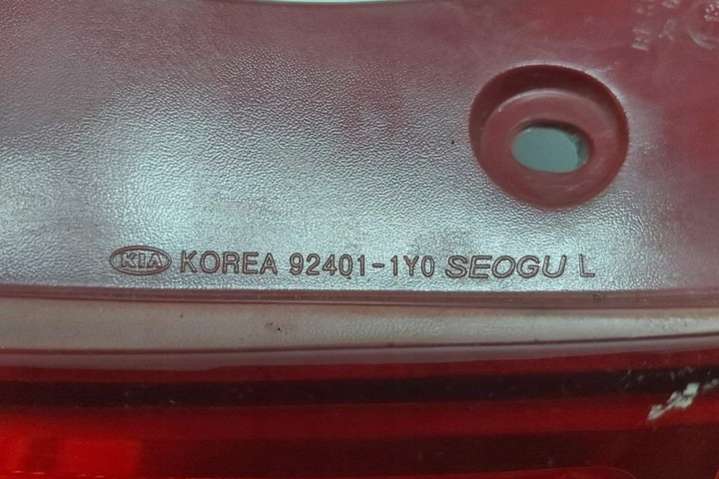 KIA KOREA 92401-1Y0 SEOGU L